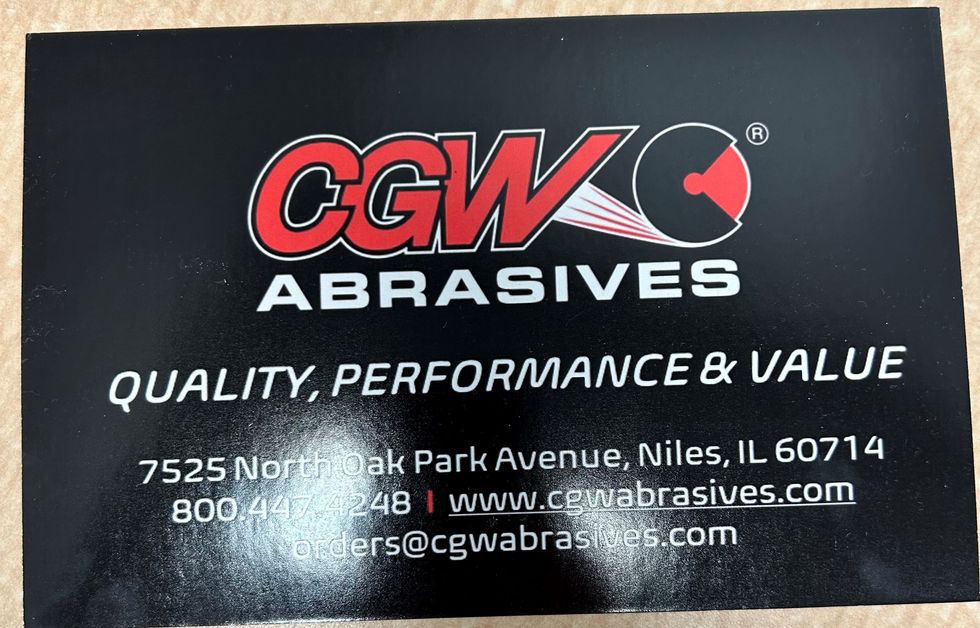 CGW ®
ABRASIVES
QUALITY, PERFORMANCE & VALUE
7525 North Oak Park Avenue, Niles, IL 60714
800.447.4248 | www.cgwabrasives.com
orders@cgwabrasives.com